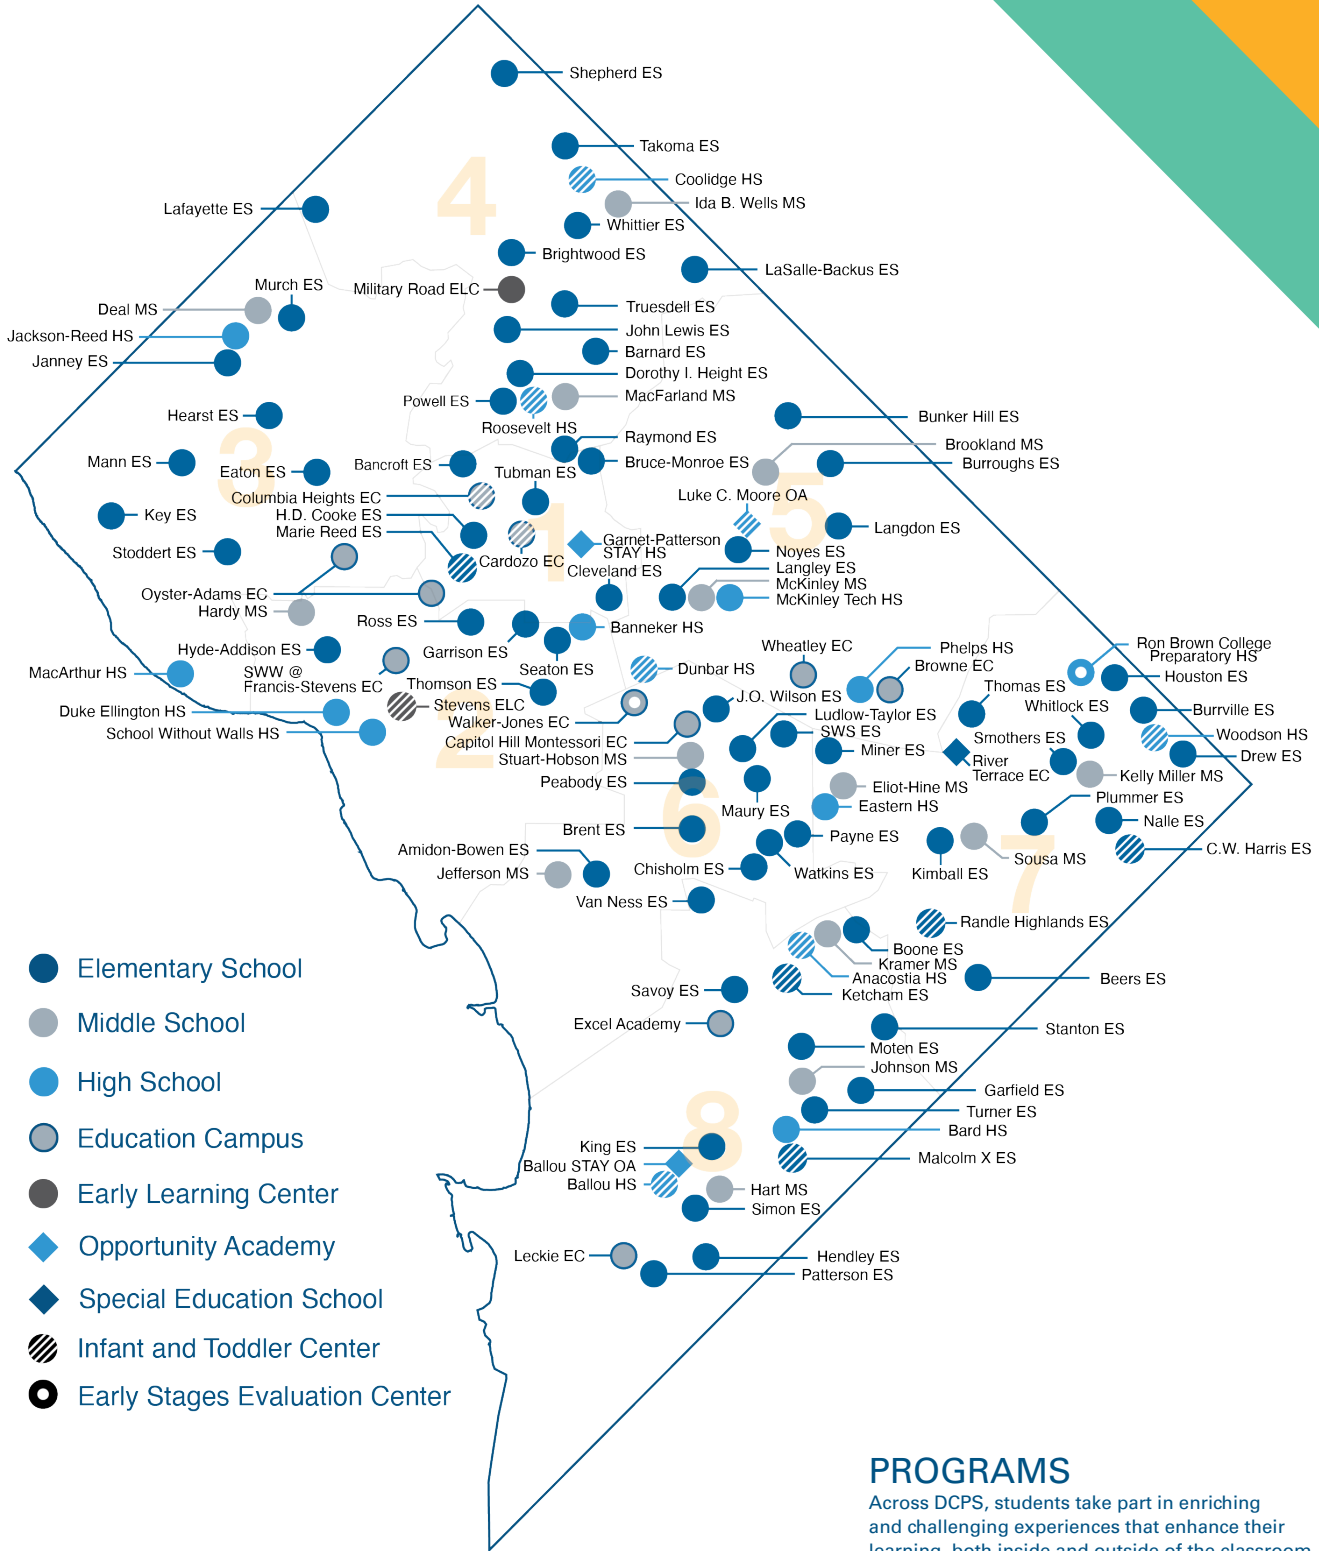 Shepherd ES
Takoma ES
4
Coolidge HS
Ida B. Wells MS
Lafayette ES
Whittier ES
Brightwood ES
LaSalle-Backus ES
Murch ES
Military Road ELC
Deal MS
Truesdell ES
Jackson-Reed HS
John Lewis ES
Barnard ES
Janney ES
Dorothy I. Height ES
Powell ES
MacFarland MS
Hearst ES
Bunker Hill ES
Roosevelt HS
Raymond ES
Brookland MS
3
Mann ES
Bancroft ES
Bruce-Monroe ES
Burroughs ES
Eaton ES
Tubman ES
Columbia Heights EC
Luke C. Moore OA
5
Key ES
H.D. Cooke ES
Langdon ES
Marie Reed ES
1
Garnet-Patterson
STAY HS
Stoddert ES
Noyes ES
Cardozo EC
Cleveland ES
Langley ES
McKinley MS
Oyster-Adams EC
McKinley Tech HS
Hardy MS
Ross ES
Banneker HS
Hyde-Addison ES
Garrison ES
Wheatley EC
Phelps HS
Ron Brown College
Preparatory HS
MacArthur HS
SWW @
Francis-Stevens EC
Seaton ES
Dunbar HS
Browne EC
Houston ES
Thomson ES
Thomas ES
J.O. Wilson ES
Duke Ellington HS
Stevens ELC
2
Whitlock ES
Burrville ES
Walker-Jones EC
Ludlow-Taylor ES
School Without Walls HS
SWS ES
Woodson HS
Capitol Hill Montessori EC
Smothers ES
Miner ES
Drew ES
Stuart-Hobson MS
River
Terrace EC
Kelly Miller MS
Peabody ES
Eliot-Hine MS
Plummer ES
Maury ES
Eastern HS
6
Nalle ES
Brent ES
Payne ES
Amidon-Bowen ES
C.W. Harris ES
Sousa MS
7
Jefferson MS
Chisholm ES
Watkins ES
Kimball ES
Van Ness ES
Randle Highlands ES
Boone ES
Kramer MS
Anacostia HS
Beers ES
Savoy ES
Ketcham ES
Excel Academy
Stanton ES
Moten ES
Johnson MS
Garfield ES
Turner ES
8
Bard HS
King ES
Malcolm X ES
Ballou STAY OA
Ballou HS
Hart MS
Simon ES
Leckie EC
Hendley ES
Patterson ES
Elementary School
Middle School
High School
Education Campus
Early Learning Center
Opportunity Academy
Special Education School
Infant and Toddler Center
Early Stages Evaluation Center
PROGRAMS
Across DCPS, students take part in enriching
and challenging experiences that enhance their
learning, both inside and outside of the classroom